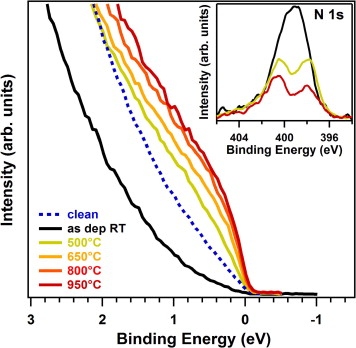 Intensity (arb. units)
clean
as dep RT
500°C
650°C
800°C
950°C
3 2 1 0 -1
Binding Energy (eV)
N 1s
Intensity (arb. units)
404 400 396
Binding Energy (eV)